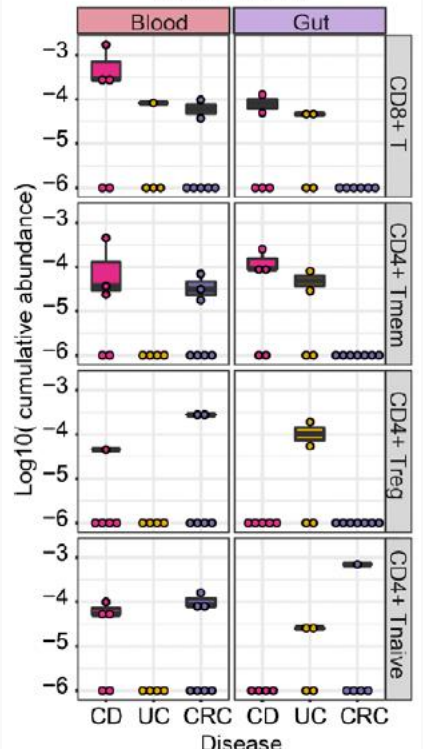 Blood Gut
−3
−4
−5
−6
CD8+ T
−3
−4
−5
−6
CD4+ Tmem
−3
−4
−5
−6
CD4+ Treg
−3
−4
−5
−6
CD4+ Tnaive
Log10( cumulative abundance)
CD UC CRC CD UC CRC
Disease